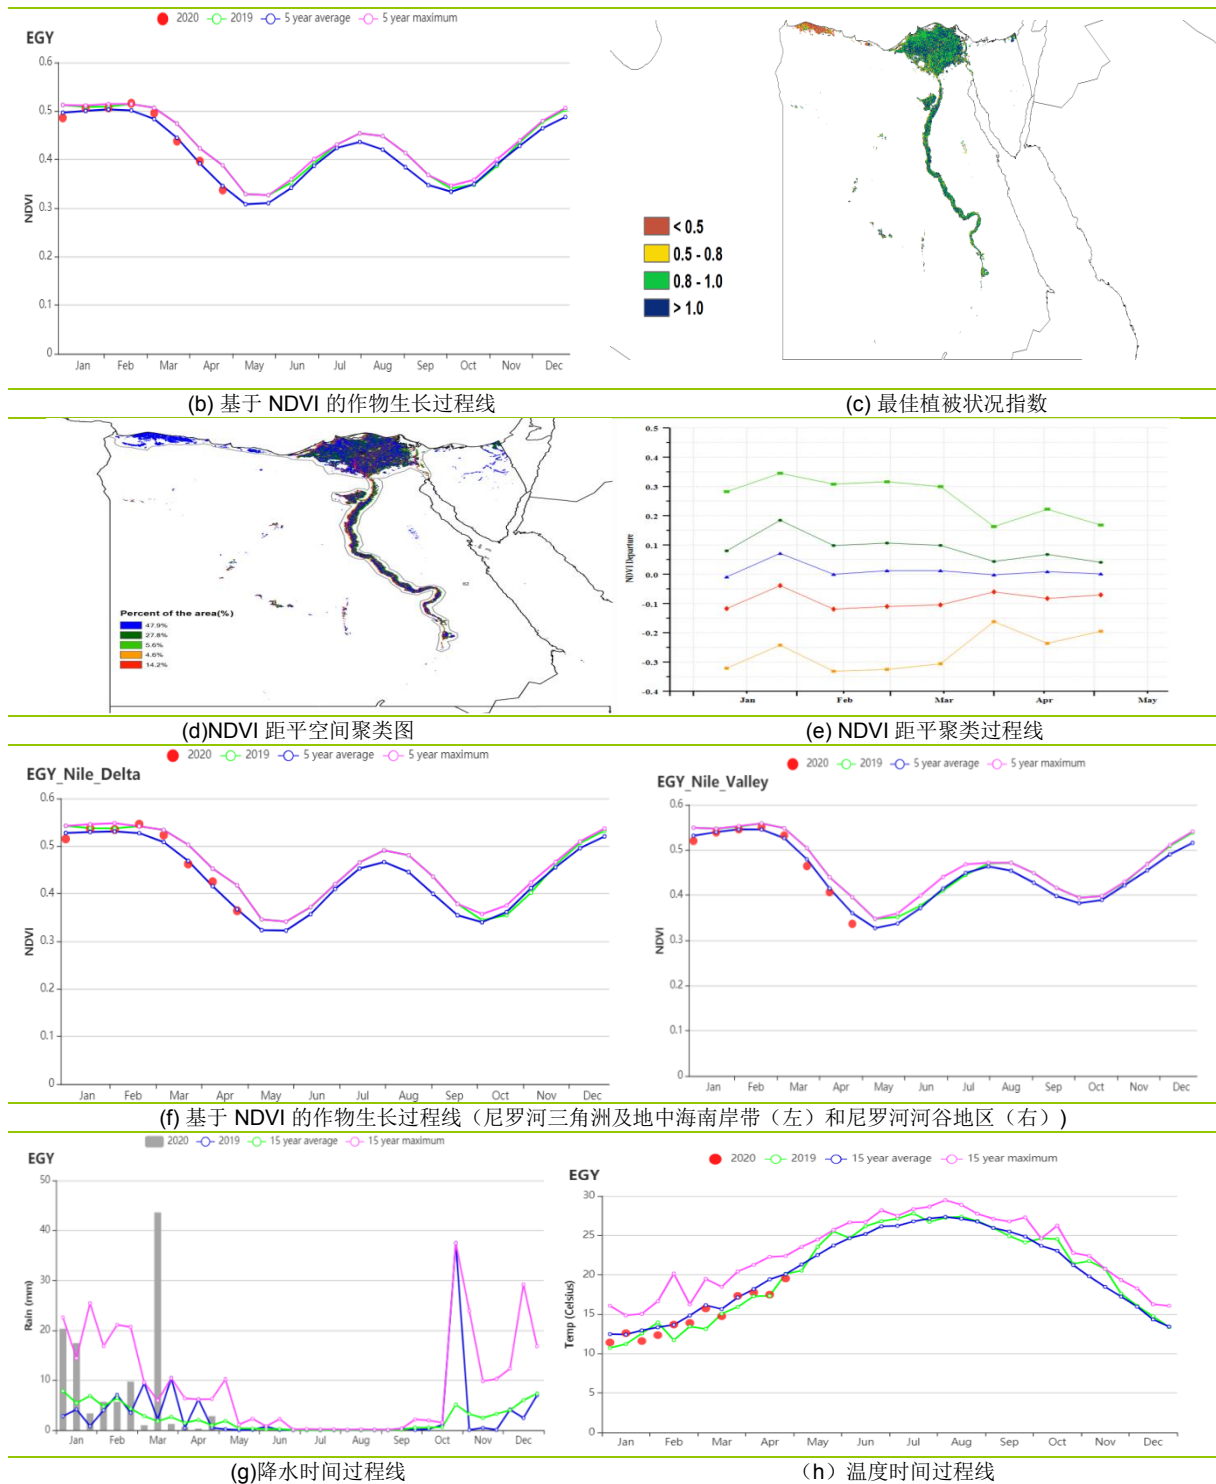 2020 2019 5 year average 5 year maximum
EGY
0.6
0.5
0.4
0.3
0.2
0.1
0
NDVI
Jan Feb Mar Apr May Jun Jul Aug Sep Oct Nov Dec
< 0.5
0.5 - 0.8
0.8 - 1.0
> 1.0
(b) 基于 NDVI 的作物生长过程线
(c) 最佳植被状况指数
Percent of the area(%)
47.9%
27.8%
5.6%
4.6%
14.2%
62
0.5
0.4
0.3
0.2
0.1
0.0
-0.1
-0.2
-0.3
-0.4
NDVI Departure
Jan Feb Mar Apr May
(d)NDVI 距平空间聚类图
(e) NDVI 距平聚类过程线
2020 2019 5 year average 5 year maximum
EGY_Nile_Delta
0.6
0.5
0.4
0.3
0.2
0.1
0
NDVI
Jan Feb Mar Apr May Jun Jul Aug Sep Oct Nov Dec
2020 2019 5 year average 5 year maximum
EGY_Nile_Valley
0.6
0.5
0.4
0.3
0.2
0.1
0
NDVI
Jan Feb Mar Apr May Jun Jul Aug Sep Oct Nov Dec
(f) 基于 NDVI 的作物生长过程线（尼罗河三角洲及地中海南岸带（左）和尼罗河河谷地区（右）)
2020 2019 15 year average 15 year maximum
EGY
50
40
30
20
10
0
Rain (mm)
Jan Feb Mar Apr May Jun Jul Aug Sep Oct Nov Dec
2020 2019 15 year average 15 year maximum
EGY
30
25
20
15
10
5
0
Temp (Celsius)
Jan Feb Mar Apr May Jun Jul Aug Sep Oct Nov Dec
(g)降水时间过程线
（h）温度时间过程线